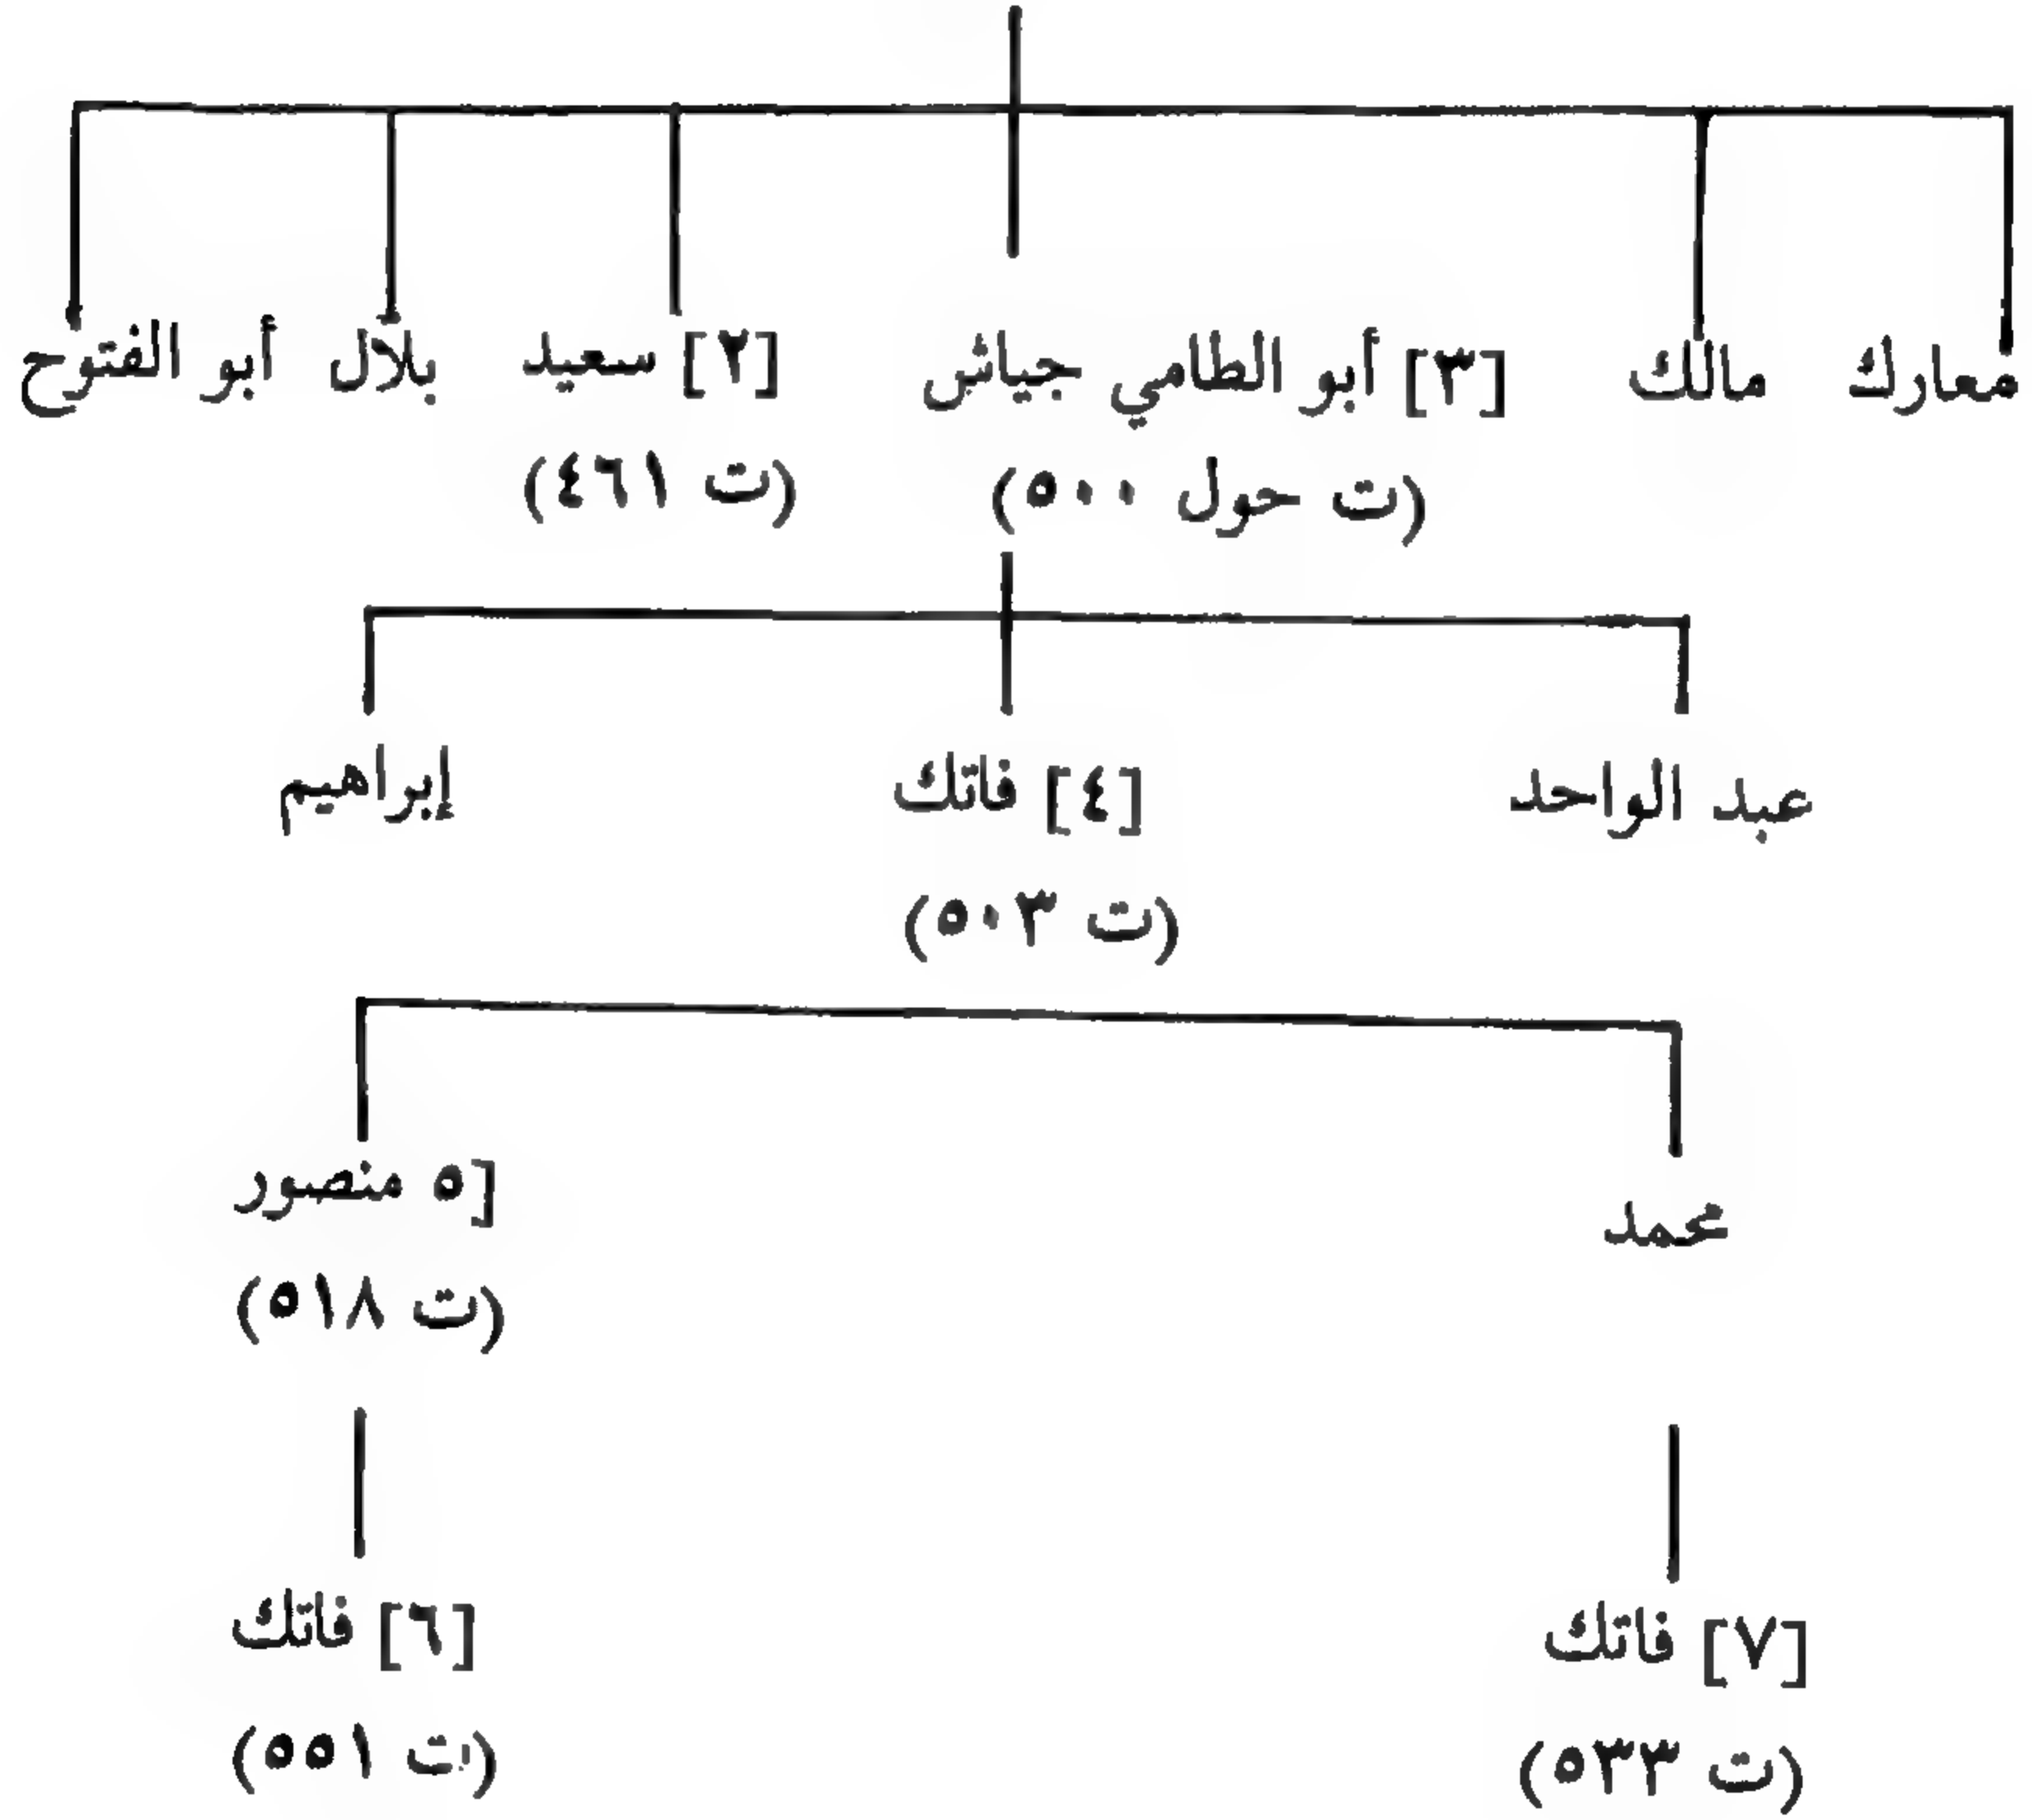 معارك مالك [٣] أبو الطامي جياش [٢] سعيد بلال أبو الفتوح
(ت حول ٥٠٠) (ت ٤٦١)
عبد الواحد [٤] فاتك إبراهيم
(ت ٥٠٣)
محمد [٥ منصور
(ت ٥١٨)
[٧] فاتك [٦] فاتك
(ت ٥٣٣) (ت ٥٥١)